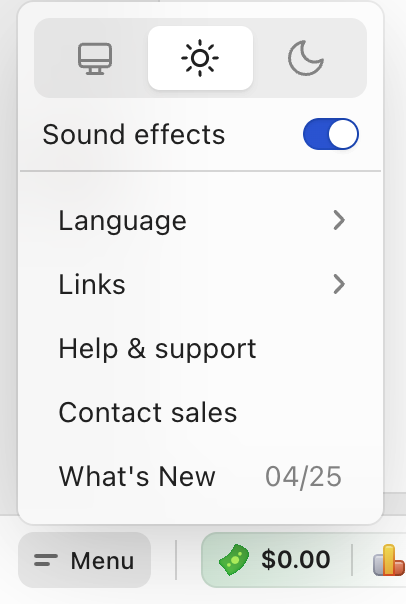 Sound effects
Language
Links
Help & support
Contact sales
What's New 04/25
Menu $0.00